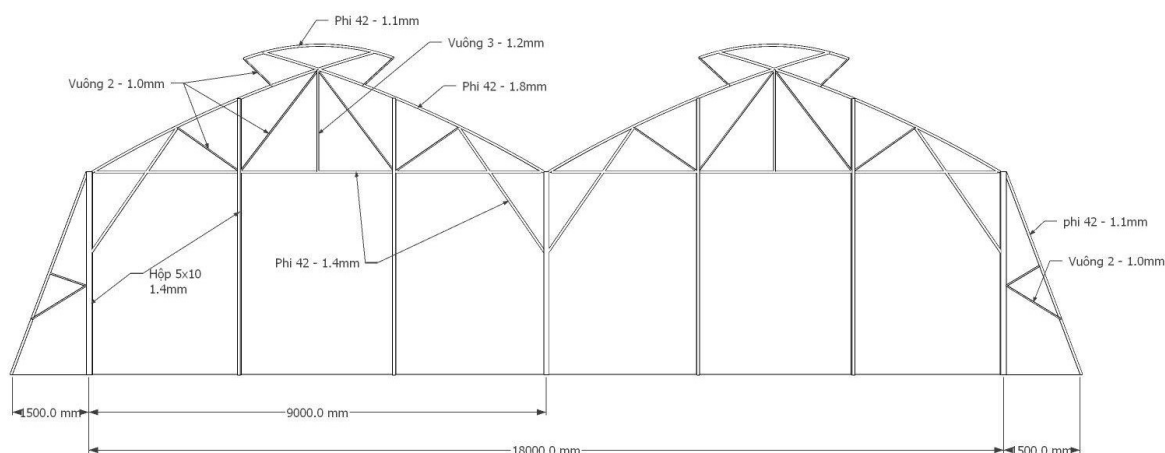 Phi 42 - 1.1mm
Vuông 3 - 1.2mm
Vuông 2 - 1.0mm
Phi 42 - 1.8mm
phi 42 - 1.1mm
Vuông 2 - 1.0mm
Phi 42 - 1.4mm
Hộp 5x10
1.4mm
1500.0 mm
9000.0 mm
18000.0 mm
1500.0 mm